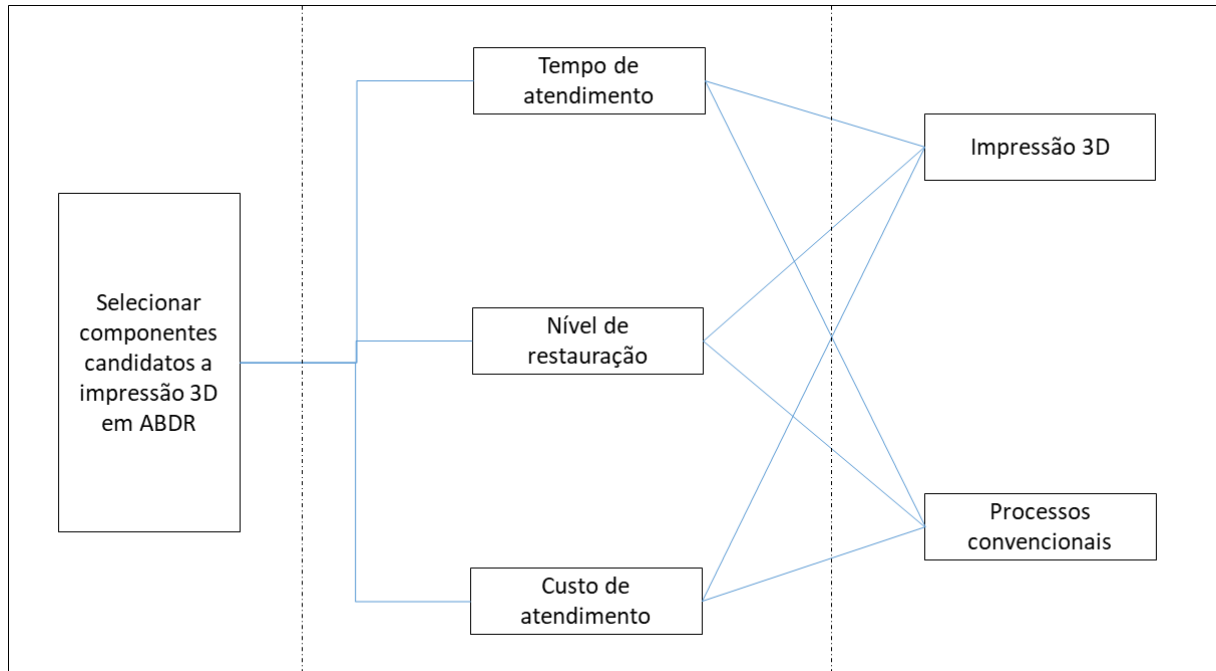 Selecionar
componentes
candidatos a
impressão 3D
em ABDR
Tempo de
atendimento
Nível de
restauração
Custo de
atendimento
Impressão 3D
Processos
convencionais